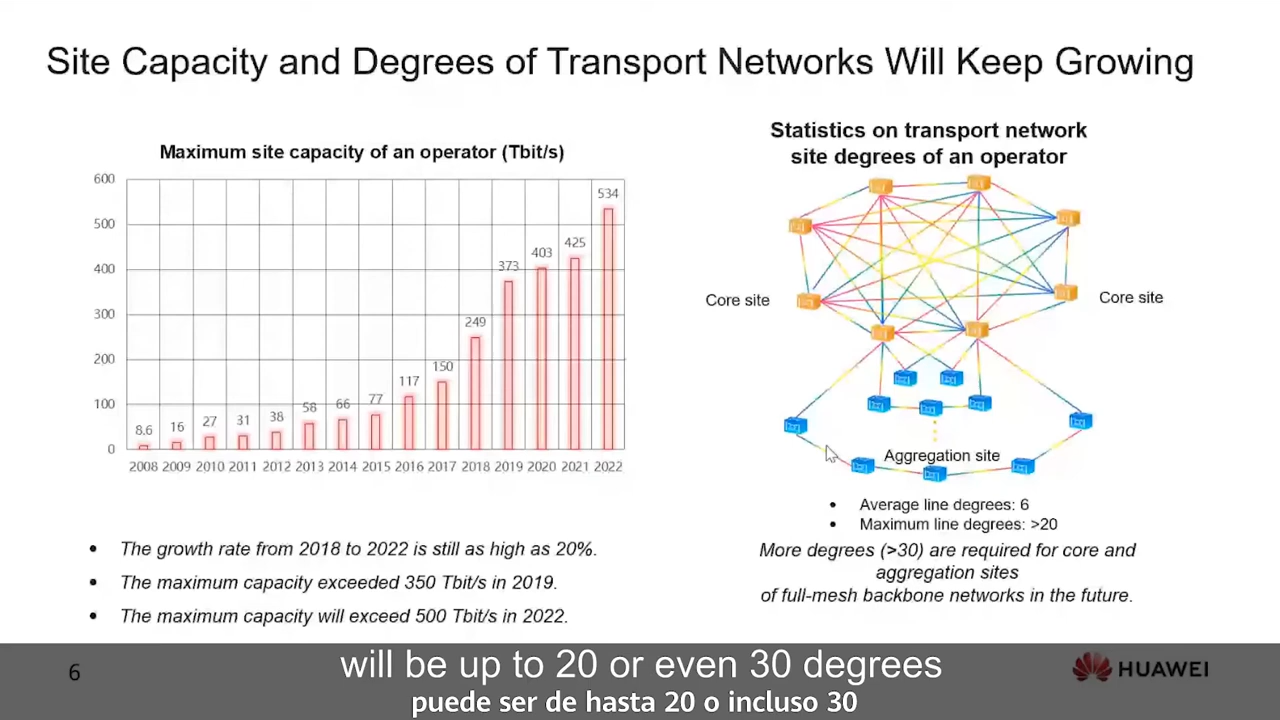 Site Capacity and Degrees of Transport Networks Will Keep Growing
Maximum site capacity of an operator (Tbit/s)
600
500
400
300
200
100
0
8.6
16
27
31
38
58
66
77
117
150
249
373
403
425
534
2008 2009 2010 2011 2012 2013 2014 2015 2016 2017 2018 2019 2020 2021 2022
• The growth rate from 2018 to 2022 is still as high as 20%.
• The maximum capacity exceeded 350 Tbit/s in 2019.
• The maximum capacity will exceed 500 Tbit/s in 2022.
Statistics on transport network
site degrees of an operator
Core site
Core site
Aggregation site
• Average line degrees: 6
• Maximum line degrees: >20
More degrees (>30) are required for core and
aggregation sites
of full-mesh backbone networks in the future.
6
will be up to 20 or even 30 degrees
puede ser de hasta 20 o incluso 30
HUAWEI